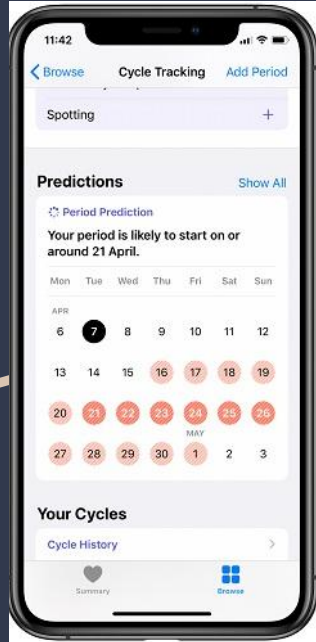 11:42
Browse Cycle Tracking Add Period
Spotting +
Predictions Show All
Period Prediction
Your period is likely to start on or
around 21 April.
Mon Tue Wed Thu Fri Sat Sun
APR
6 7 8 9 10 11 12
13 14 15 16 17 18 19
20 21 22 23 24 25 26
MAY
27 28 29 30 1 2 3
Your Cycles
Cycle History
Summary Browse